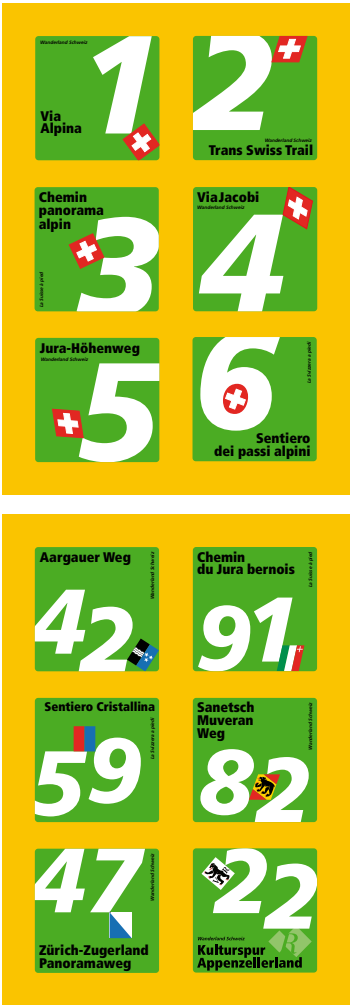 Wanderland Schweiz
1
Via
Alpina
2
Wanderland Schweiz
Trans Swiss Trail
Chemin
panorama
alpin
3
La Suisse à pied
ViaJacobi
Wanderland Schweiz
4
Jura-Höhenweg
Wanderland Schweiz
5
6
La Svizzera a piedi
Sentiero
dei passi alpini
Aargauer Weg
Wanderland Schweiz
42
Chemin
du Jura bernois
La Suisse à pied
91
Sentiero Cristallina
La Svizzera a piedi
59
Sanetsch
Muveran
Weg
Wanderland Schweiz
82
47
Wanderland Schweiz
Zürich-Zugerland
Panoramaweg
22
Wanderland Schweiz
R
Kulturspur
Appenzellerland